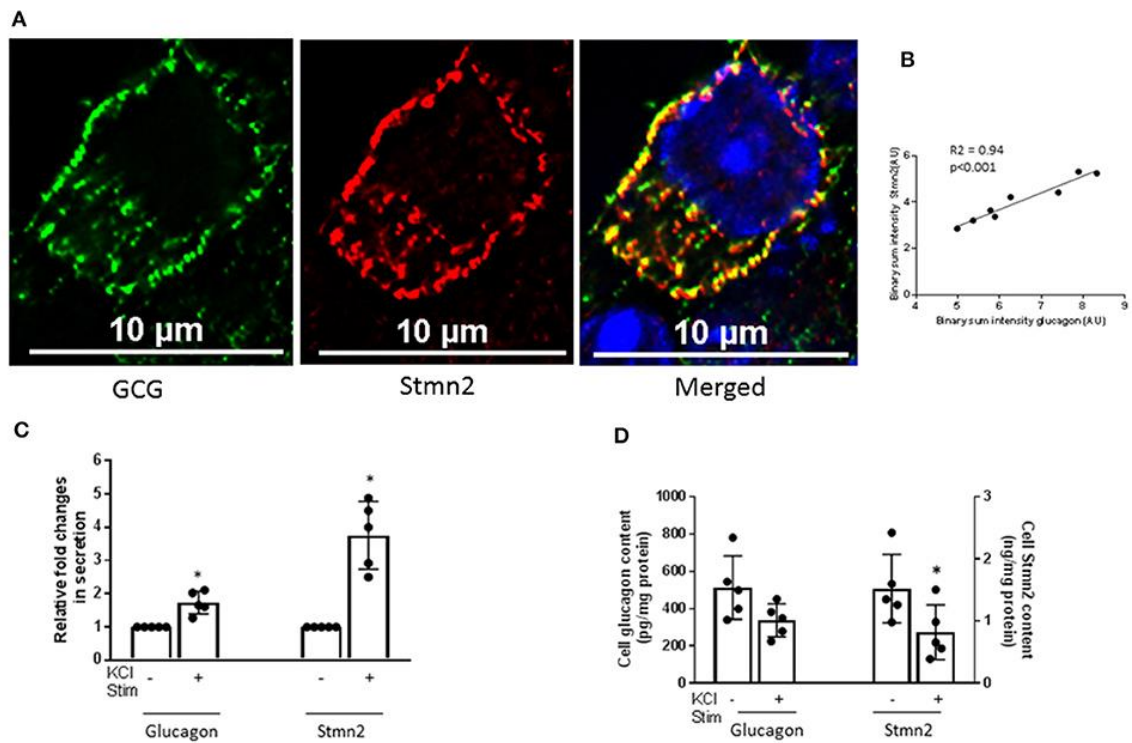 A
10 µm
10 µm
10 µm
GCG
Stmn2
Merged
B
R2 = 0.94
p<0.001
Binary sum intensity Stmn2(AU)
6
4
2
0
4
5
6
7
8
9
Binary sum intensity glucagon (AU)
C
Relative fold changes
in secretion
6
5
4
3
2
1
0
*
*
KCl
Stim
- + - +
Glucagon
Stmn2
D
Cell glucagon content
(pg/mg protein)
1000
800
600
400
200
0
*
3
2
1
0
Cell Stmn2 content
(ng/mg protein)
KCl
Stim
- + - +
Glucagon
Stmn2